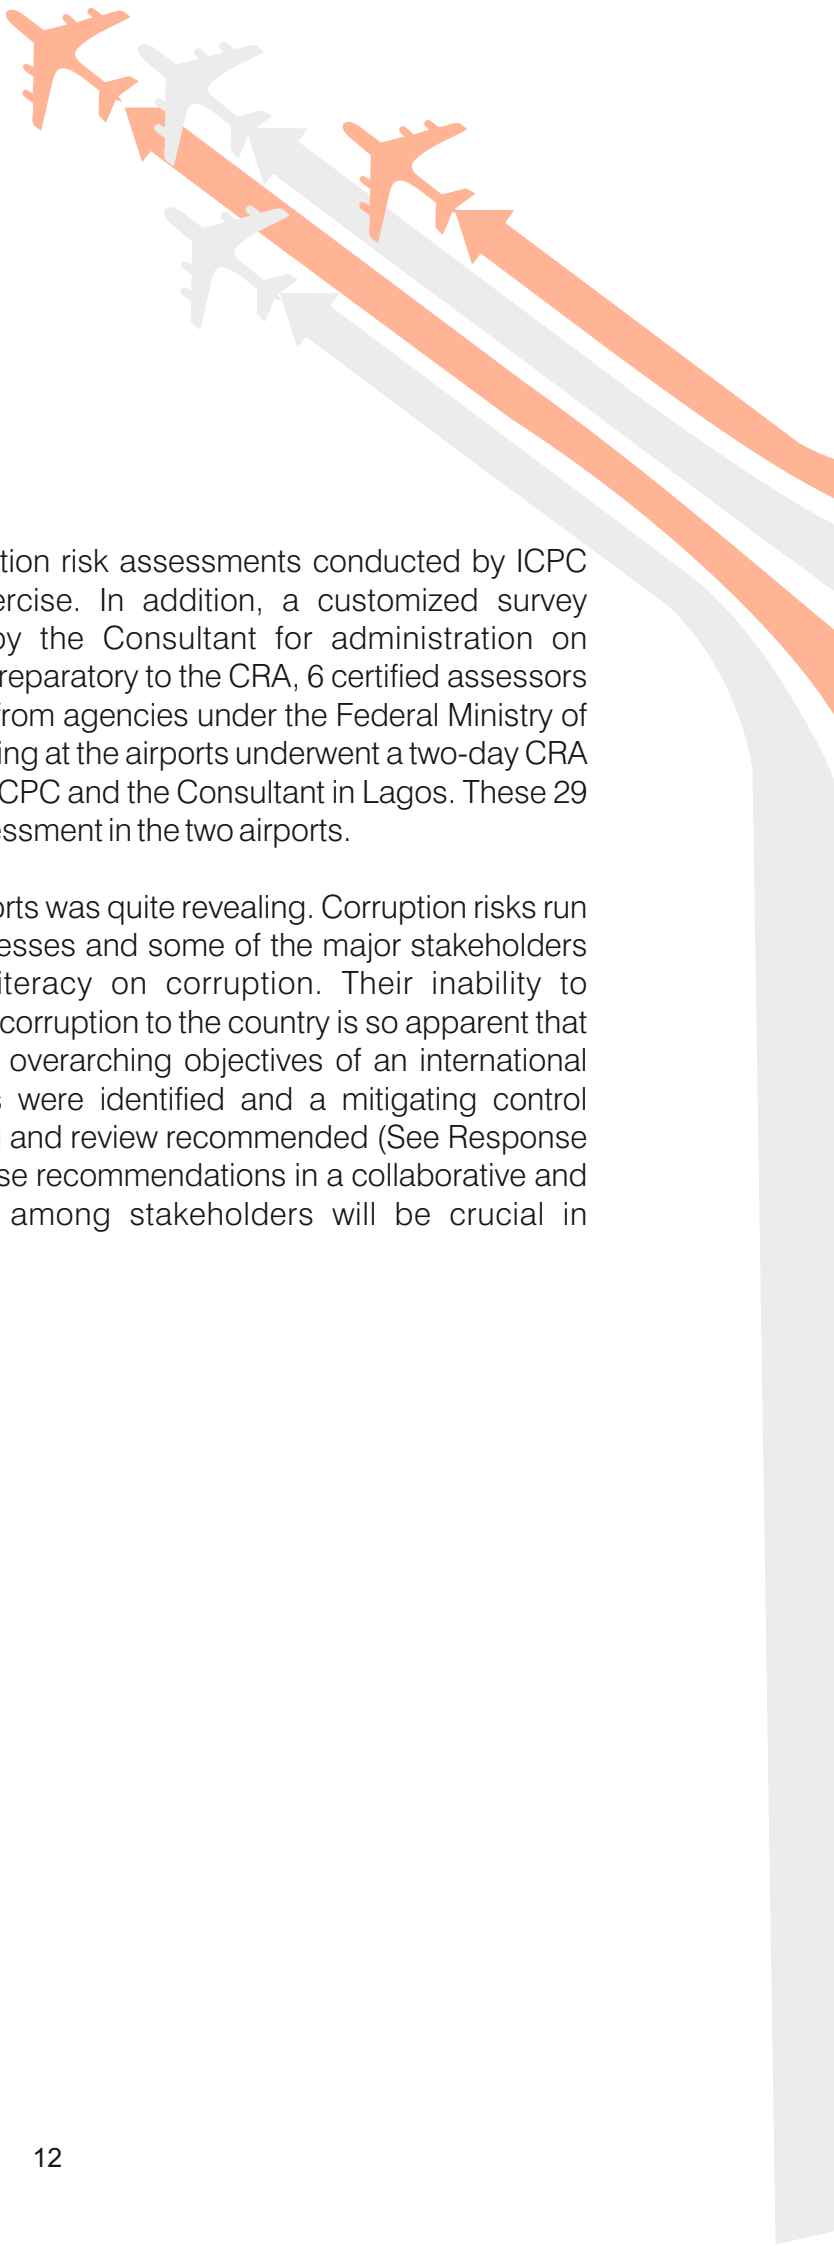 tion risk assessments conducted by ICPC
ercise. In addition, a customized survey
by the Consultant for administration on
reparatory to the CRA, 6 certified assessors
from agencies under the Federal Ministry of
ing at the airports underwent a two-day CRA
CPC and the Consultant in Lagos. These 29
essment in the two airports.
orts was quite revealing. Corruption risks run
esses and some of the major stakeholders
iteracy on corruption. Their inability to
corruption to the country is so apparent that
overarching objectives of an international
s were identified and a mitigating control
and review recommended (See Response
se recommendations in a collaborative and
among stakeholders will be crucial in
12